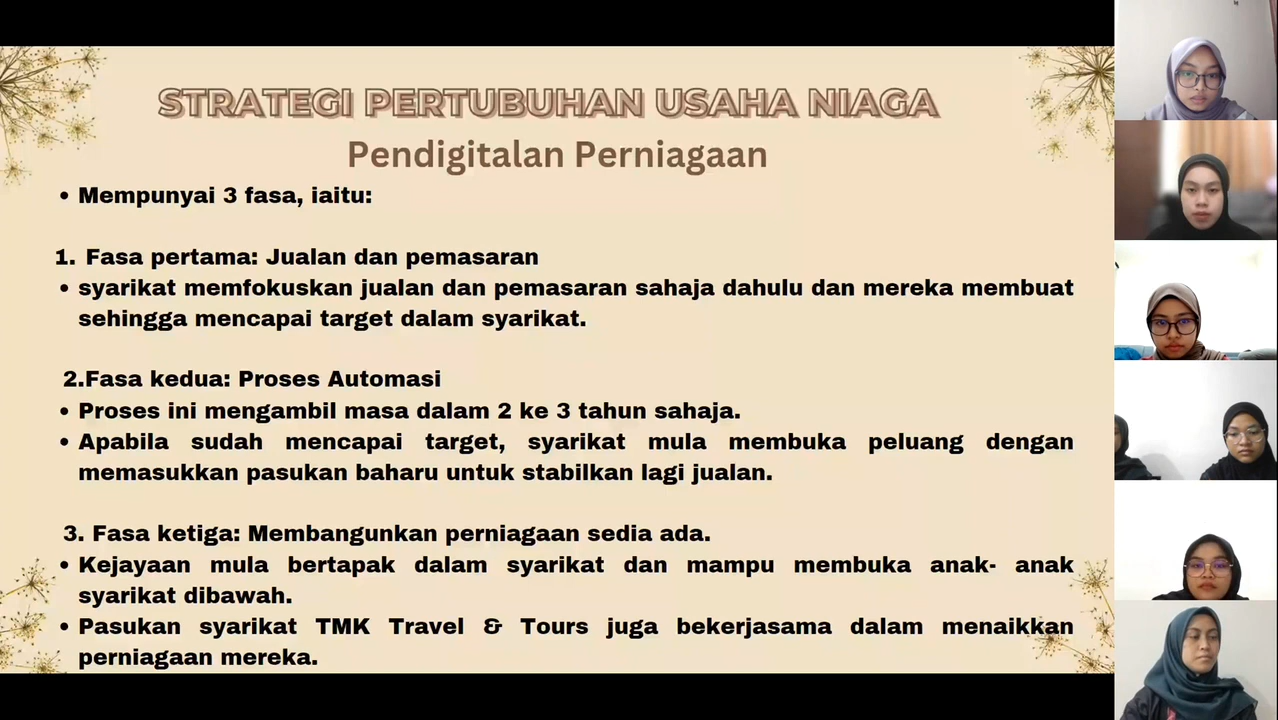 STRATEGI PERTUBUHAN USAHA NIAGA
Pendigitalan Perniagaan
• Mempunyai 3 fasa, iaitu:
1. Fasa pertama: Jualan dan pemasaran
• syarikat memfokuskan jualan dan pemasaran sahaja dahulu dan mereka membuat
sehingga mencapai target dalam syarikat.
2.Fasa kedua: Proses Automasi
• Proses ini mengambil masa dalam 2 ke 3 tahun sahaja.
• Apabila sudah mencapai target, syarikat mula membuka peluang dengan
memasukkan pasukan baharu untuk stabilkan lagi jualan.
3. Fasa ketiga: Membangunkan perniagaan sedia ada.
• Kejayaan mula bertapak dalam syarikat dan mampu membuka anak- anak
syarikat dibawah.
• Pasukan syarikat TMK Travel & Tours juga bekerjasama dalam menaikkan
perniagaan mereka.